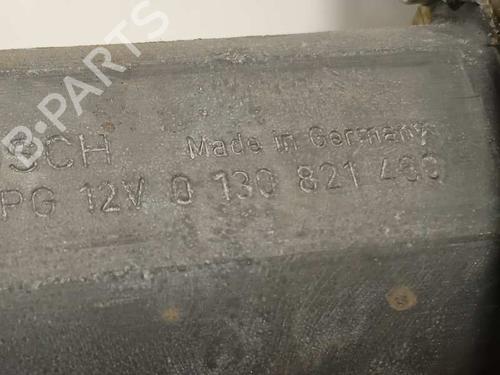 B-PARTS
SCH Made in Germany
PG 12V 0 130 821